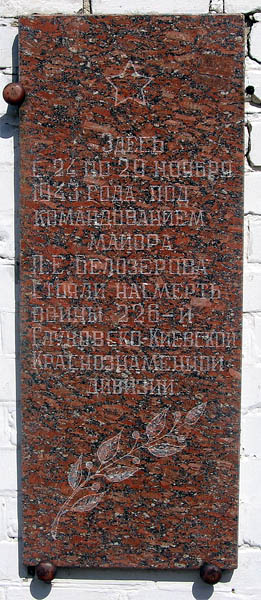 Здесь
с 24 по 29 ноября
1943 года под
командованием
майора
П.Е. Белозерова
стояли насмерть
воины 226-й
Глуховско-Киевской
Краснознаменной
дивизии